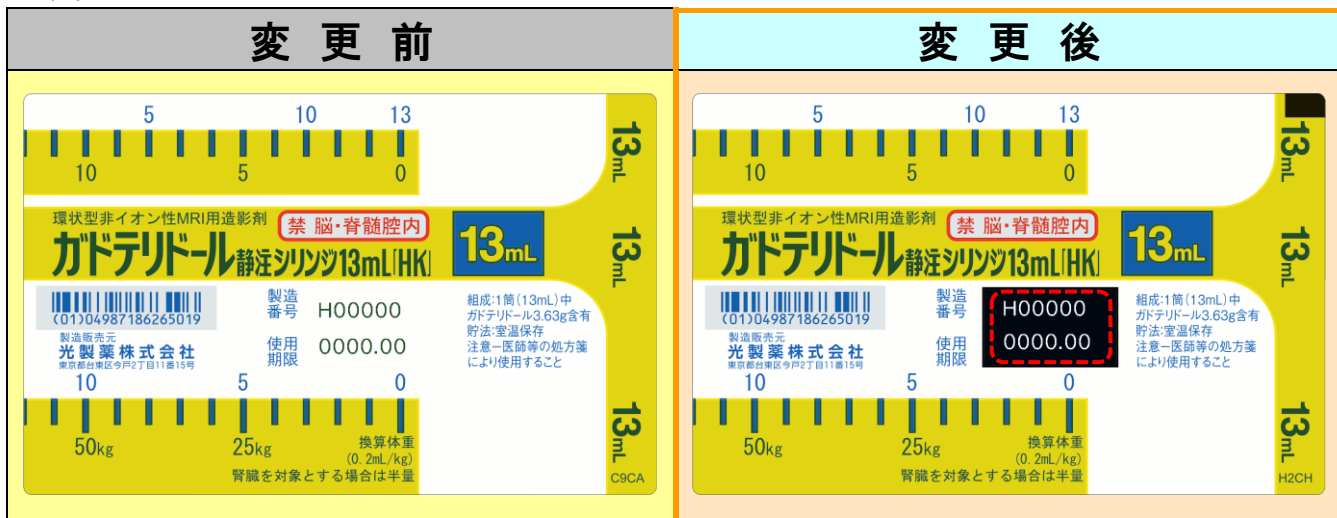 変更前
5 10 13
10 5 0
13mL
環状型非イオン性MRI用造影剤
禁 脳・脊髄腔内
ガドテリドール静注シリンジ13mL「HK」
13mL
13mL
(01)04987186265019
製造販売元
光製薬株式会社
東京都台東区今戸2丁目11番15号
製造番号 H00000
使用期限 0000.00
組成:1筒(13mL)中
ガドテリドール3.63g含有
貯法:室温保存
注意-医師等の処方箋
により使用すること
10 5 0
50kg 25kg 換算体重
(0.2mL/kg)
腎臓を対象とする場合は半量
13mL
C9CA
変更後
5 10 13
10 5 0
13mL
環状型非イオン性MRI用造影剤
禁 脳・脊髄腔内
ガドテリドール静注シリンジ13mL「HK」
13mL
13mL
(01)04987186265019
製造販売元
光製薬株式会社
東京都台東区今戸2丁目11番15号
製造番号 H00000
使用期限 0000.00
組成:1筒(13mL)中
ガドテリドール3.63g含有
貯法:室温保存
注意-医師等の処方箋
により使用すること
10 5 0
50kg 25kg 換算体重
(0.2mL/kg)
腎臓を対象とする場合は半量
13mL
H2CH